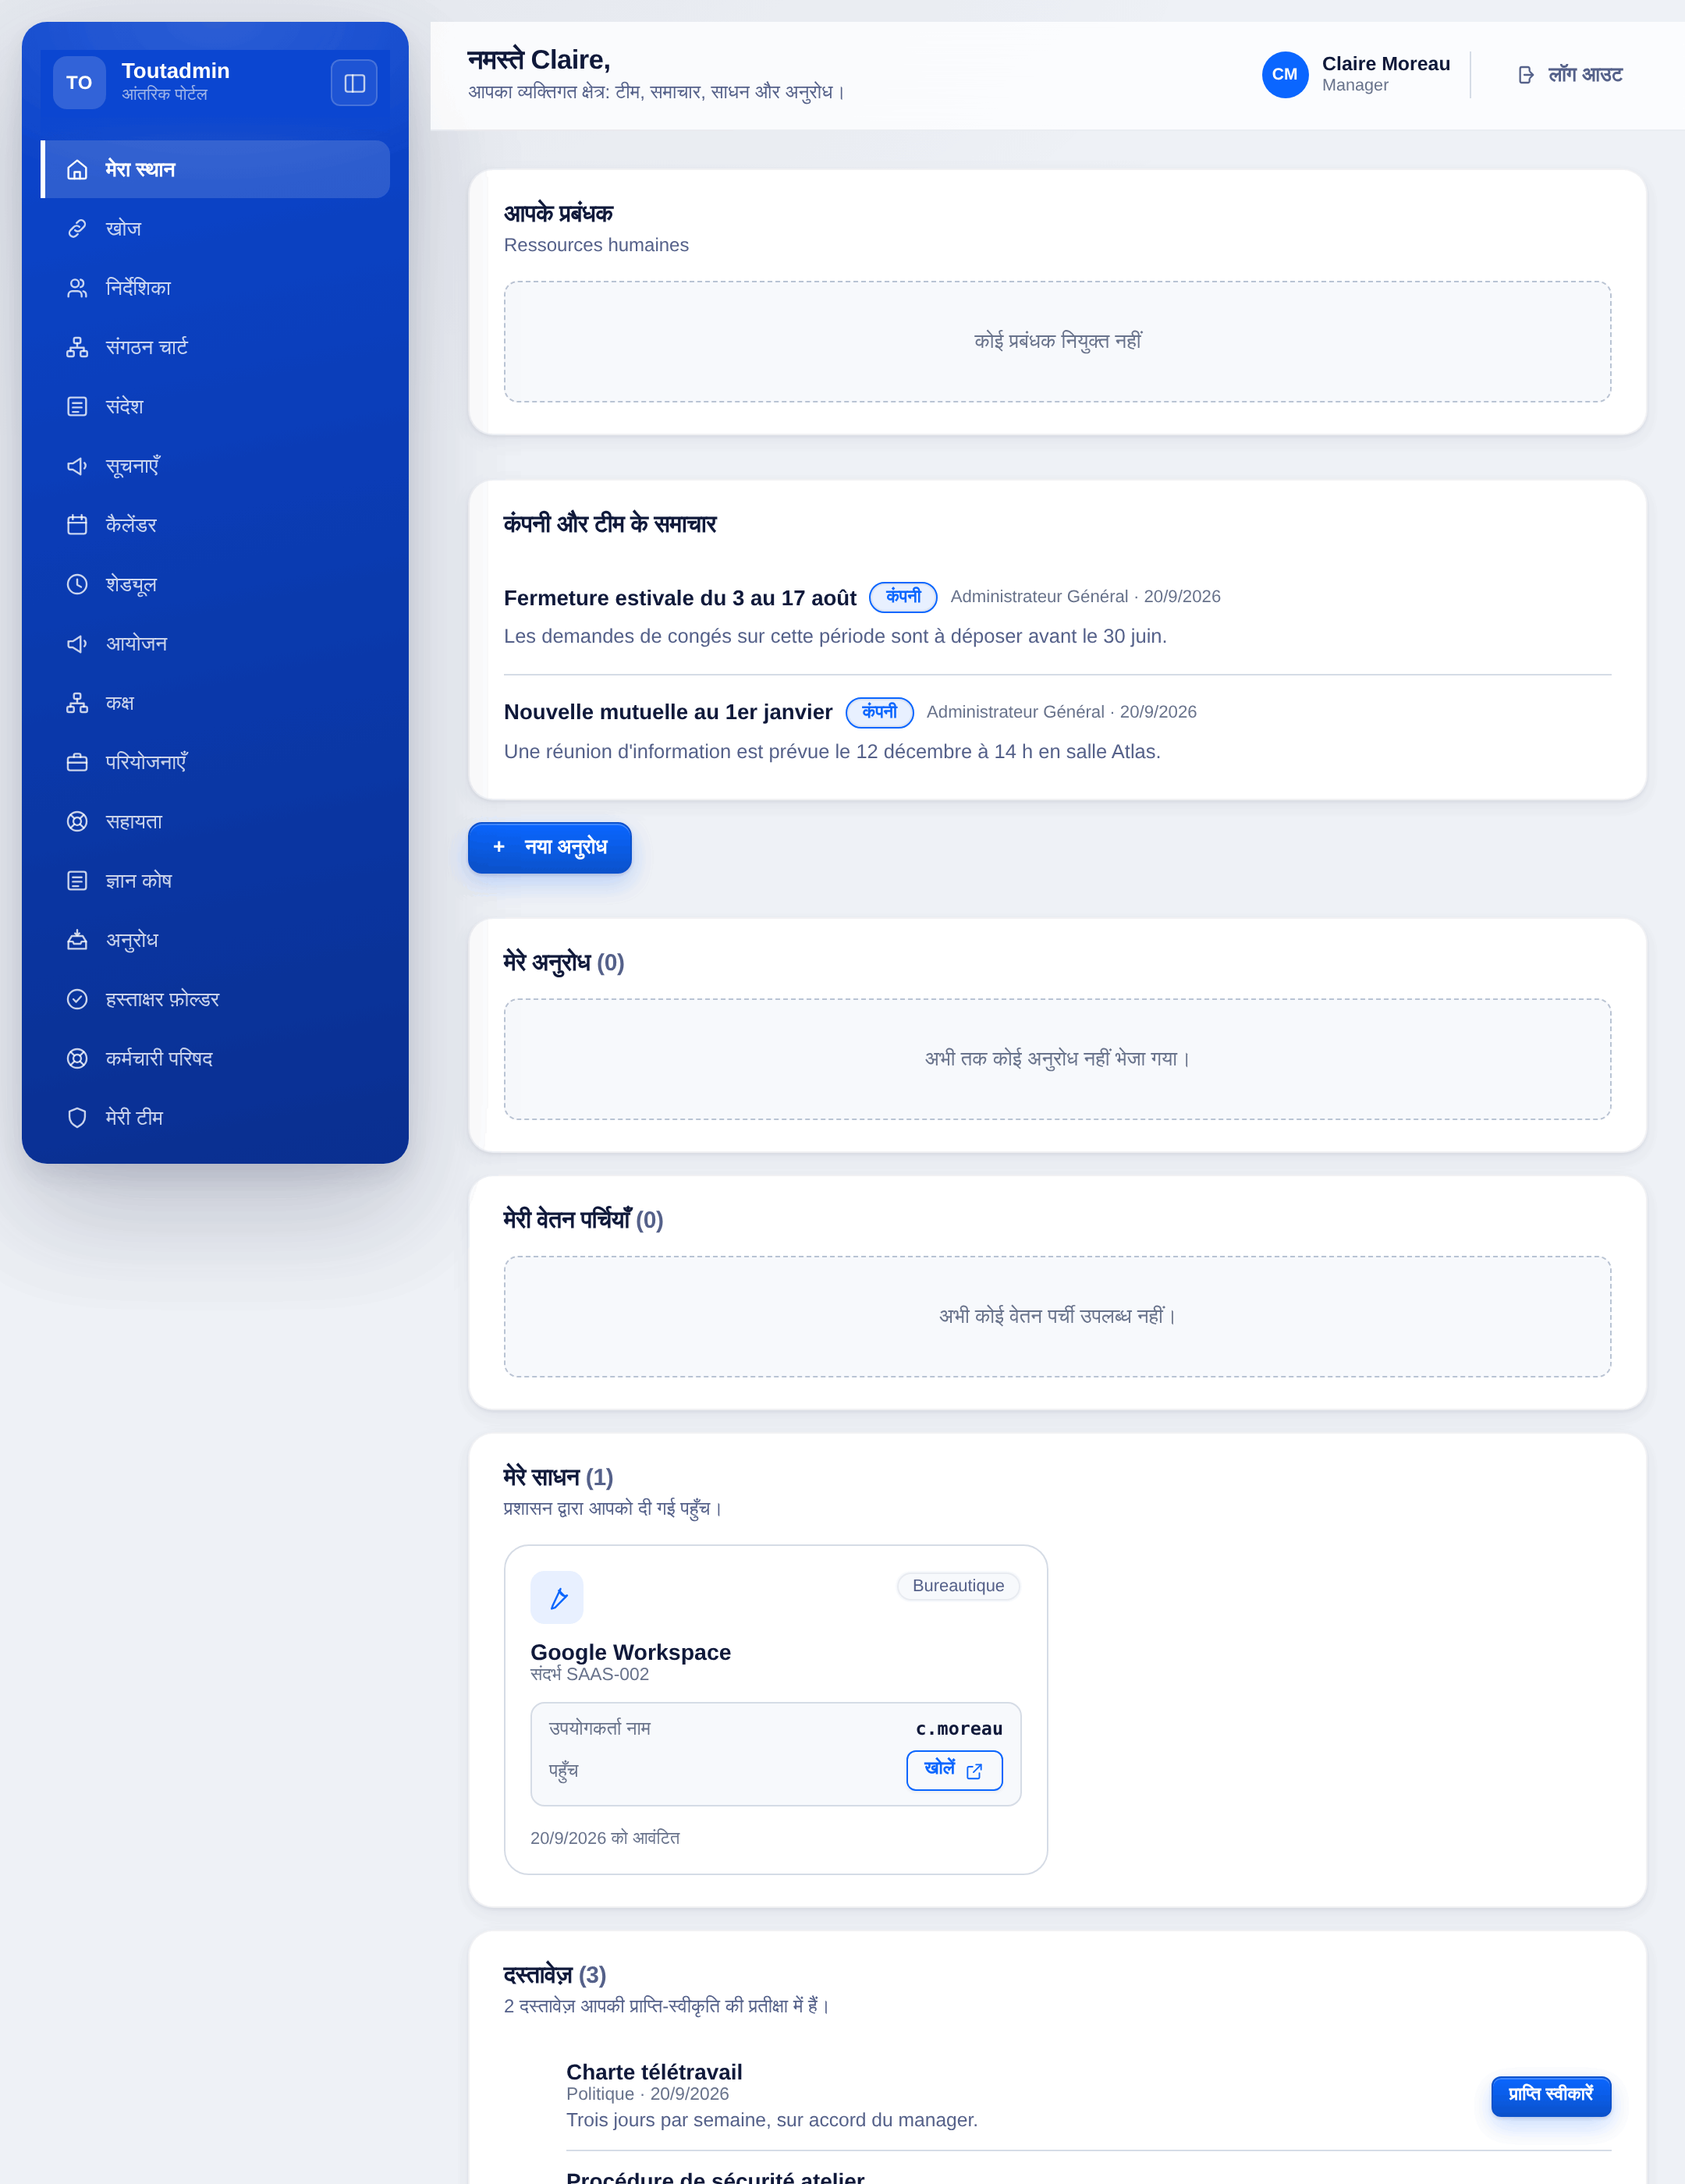 TO
Toutadmin
आंतरिक पोर्टल
मेरा स्थान
खोज
निर्देशिका
संगठन चार्ट
संदेश
सूचनाएँ
कैलेंडर
शेड्यूल
आयोजन
कक्ष
परियोजनाएँ
सहायता
ज्ञान कोष
अनुरोध
हस्ताक्षर फ़ोल्डर
कर्मचारी परिषद
मेरी टीम
नमस्ते Claire,
आपका व्यक्तिगत क्षेत्र: टीम, समाचार, साधन और अनुरोध।
CM
Claire Moreau
Manager
लॉग आउट
आपके प्रबंधक
Ressources humaines
कोई प्रबंधक नियुक्त नहीं
कंपनी और टीम के समाचार
Fermeture estivale du 3 au 17 août कंपनी Administrateur Général · 20/9/2026
Les demandes de congés sur cette période sont à déposer avant le 30 juin.
Nouvelle mutuelle au 1er janvier कंपनी Administrateur Général · 20/9/2026
Une réunion d'information est prévue le 12 décembre à 14 h en salle Atlas.
+ नया अनुरोध
मेरे अनुरोध (0)
अभी तक कोई अनुरोध नहीं भेजा गया।
मेरी वेतन पर्चियाँ (0)
अभी कोई वेतन पर्ची उपलब्ध नहीं।
मेरे साधन (1)
प्रशासन द्वारा आपको दी गई पहुँच।
Bureautique
Google Workspace
संदर्भ SAAS-002
उपयोगकर्ता नाम c.moreau
पहुँच खोलें
20/9/2026 को आवंटित
दस्तावेज़ (3)
2 दस्तावेज़ आपकी प्राप्ति-स्वीकृति की प्रतीक्षा में हैं।
Charte télétravail
Politique · 20/9/2026
Trois jours par semaine, sur accord du manager.
प्राप्ति स्वीकारें
Procédure de sécurité atelier